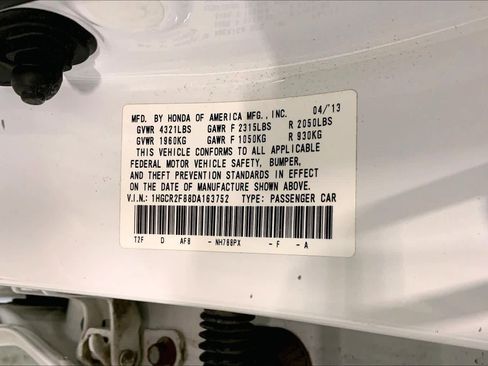 MFD. BY HONDA OF AMERICA MFG., INC. 04/'13
GVWR 4321LBS GAWR F 2315LBS R 2050LBS
GVWR 1960KG GAWR F 1050KG R 930KG
THIS VEHICLE CONFORMS TO ALL APPLICABLE
FEDERAL MOTOR VEHICLE SAFETY, BUMPER,
AND THEFT PREVENTION STANDARDS IN EFFECT
ON THE DATE OF MANUFACTURE SHOWN ABOVE.
V.I.N.: 1HGCR2F88DA163752 TYPE: PASSENGER CAR
T2F D AF8 - NH788PX - F - A